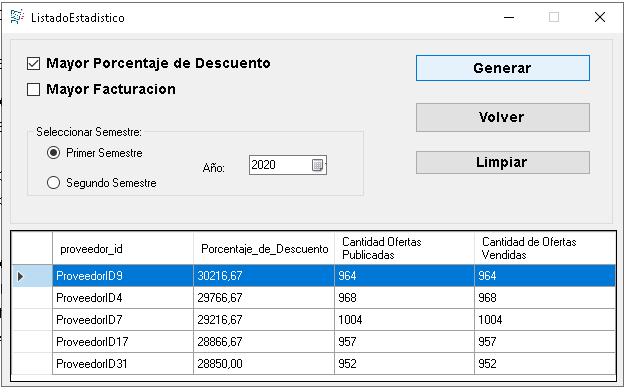 ListadoEstadistico
Mayor Porcentaje de Descuento
Mayor Facturacion
Generar
Volver
Limpiar
Seleccionar Semestre:
Primer Semestre
Segundo Semestre
Año:
2020
proveedor_id Porcentaje_de_Descuento Cantidad Ofertas Publicadas Cantidad de Ofertas Vendidas
ProveedorID9 30216,67 964 964
ProveedorID4 29766,67 968 968
ProveedorID7 29216,67 1004 1004
ProveedorID17 28866,67 957 957
ProveedorID31 28850,00 952 952